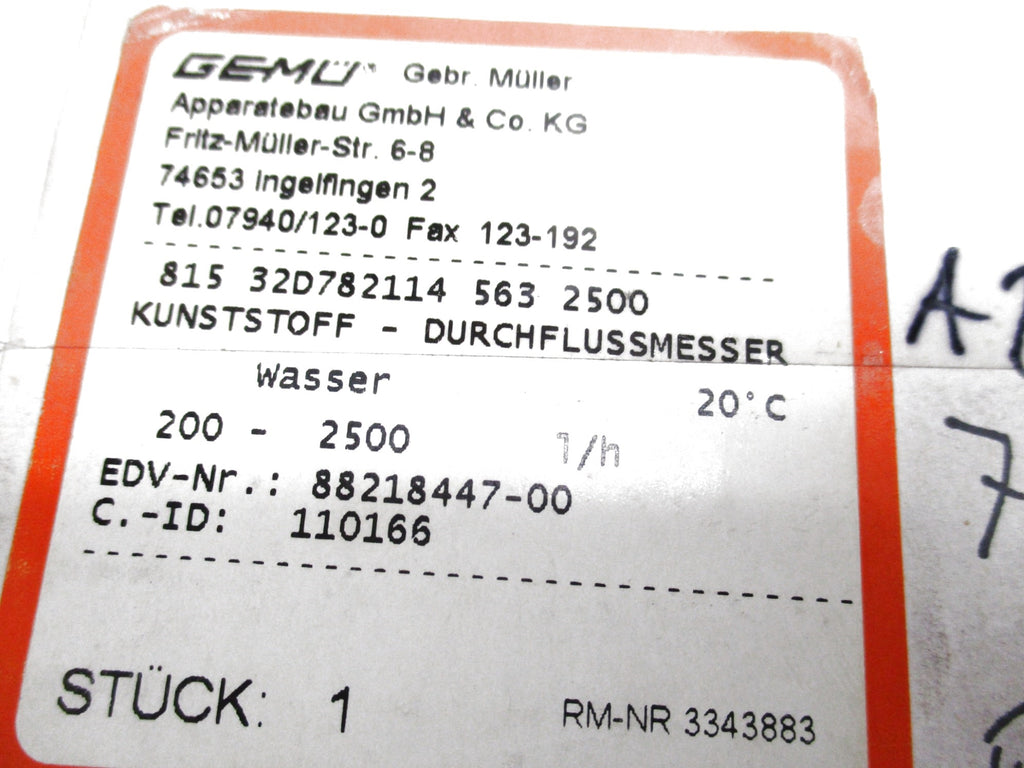 GEMÜ Gebr. Müller
Apparatebau GmbH & Co. KG
Fritz-Müller-Str. 6-8
74653 Ingelfingen 2
Tel.07940/123-0 Fax 123-192
815 32D782114 563 2500
KUNSTSTOFF - DURCHFLUSSMESSER
Wasser 20°C
200 - 2500 l/h
EDV-Nr.: 88218447-00
C.-ID: 110166
STÜCK: 1 RM-NR 3343883
A
7